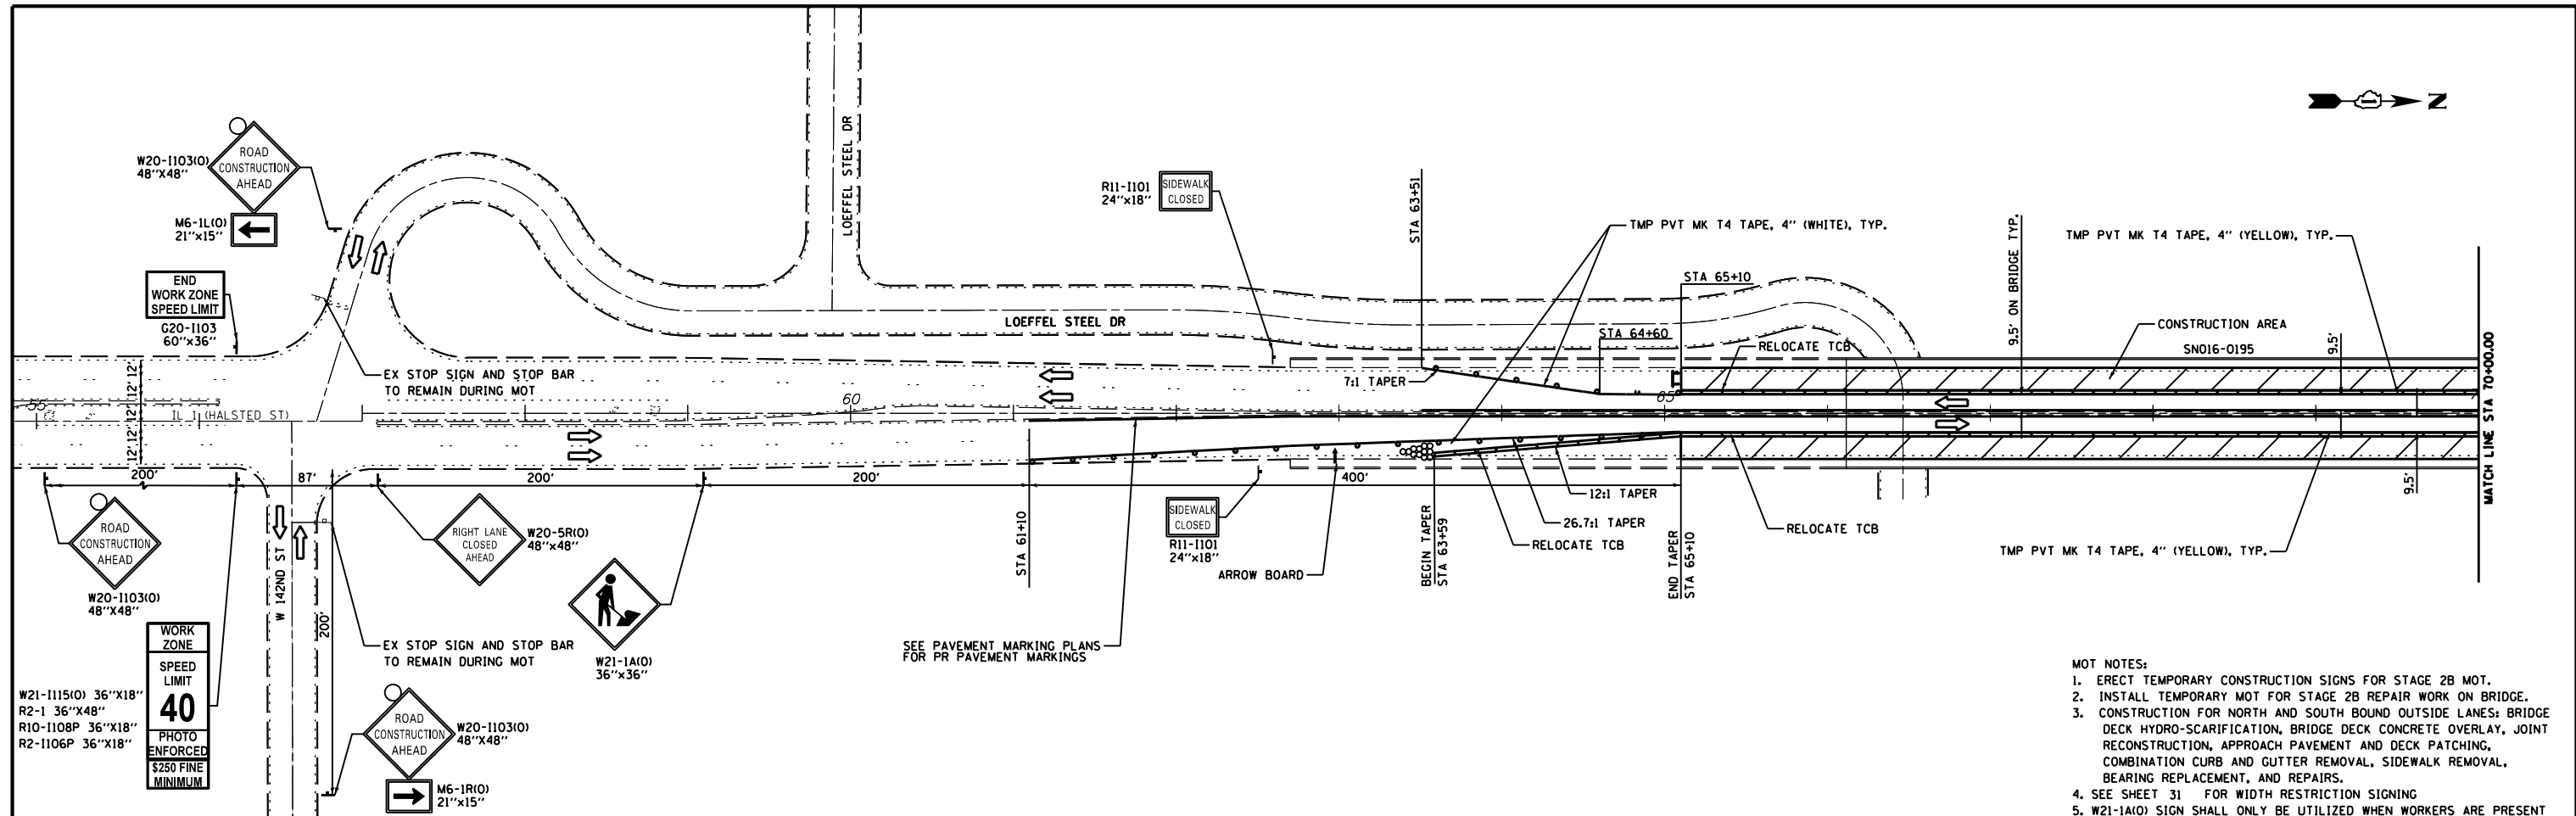 ROAD
CONSTRUCTION
AHEAD
W20-I103(O)
48"X48"
M6-1L(O)
21"x15"
END
WORK ZONE
SPEED LIMIT
G20-I103
60"x36"
EX STOP SIGN AND STOP BAR
TO REMAIN DURING MOT
LOEFFEL STEEL DR
LOEFFEL STEEL DR
R11-I101
24"x18"
SIDEWALK
CLOSED
STA 63+51
TMP PVT MK T4 TAPE, 4" (WHITE), TYP.
STA 65+10
STA 64+60
RELOCATE TCB
7:1 TAPER
9.5' ON BRIDGE TYP.
TMP PVT MK T4 TAPE, 4" (YELLOW), TYP.
N
CONSTRUCTION AREA
SN016-0195
9.5'
MATCH LINE STA 70+00.00
12' 12' 12' 12'
55
IL 1 (HALSTED ST)
60
65
200'
87'
200'
200'
400'
9.5'
ROAD
CONSTRUCTION
AHEAD
W20-I103(O)
48"X48"
W 142ND ST
200'
RIGHT LANE
CLOSED
AHEAD
W20-5R(O)
48"x48"
W21-1A(O)
36"x36"
STA 61+10
SEE PAVEMENT MARKING PLANS
FOR PR PAVEMENT MARKINGS
SIDEWALK
CLOSED
R11-I101
24"x18"
ARROW BOARD
BEGIN TAPER
STA 63+59
12:1 TAPER
26.7:1 TAPER
RELOCATE TCB
END TAPER
STA 65+10
RELOCATE TCB
TMP PVT MK T4 TAPE, 4" (YELLOW), TYP.
WORK
ZONE
SPEED
LIMIT
40
PHOTO
ENFORCED
$250 FINE
MINIMUM
W21-I115(O) 36"X18"
R2-1 36"X48"
R10-I108P 36"X18"
R2-I106P 36"X18"
EX STOP SIGN AND STOP BAR
TO REMAIN DURING MOT
ROAD
CONSTRUCTION
AHEAD
W20-I103(O)
48"X48"
M6-1R(O)
21"x15"
MOT NOTES:
1. ERECT TEMPORARY CONSTRUCTION SIGNS FOR STAGE 2B MOT.
2. INSTALL TEMPORARY MOT FOR STAGE 2B REPAIR WORK ON BRIDGE.
3. CONSTRUCTION FOR NORTH AND SOUTH BOUND OUTSIDE LANES: BRIDGE
DECK HYDRO-SCARIFICATION, BRIDGE DECK CONCRETE OVERLAY, JOINT
RECONSTRUCTION, APPROACH PAVEMENT AND DECK PATCHING,
COMBINATION CURB AND GUTTER REMOVAL, SIDEWALK REMOVAL,
BEARING REPLACEMENT, AND REPAIRS.
4. SEE SHEET 31 FOR WIDTH RESTRICTION SIGNING
5. W21-1A(O) SIGN SHALL ONLY BE UTILIZED WHEN WORKERS ARE PRESENT